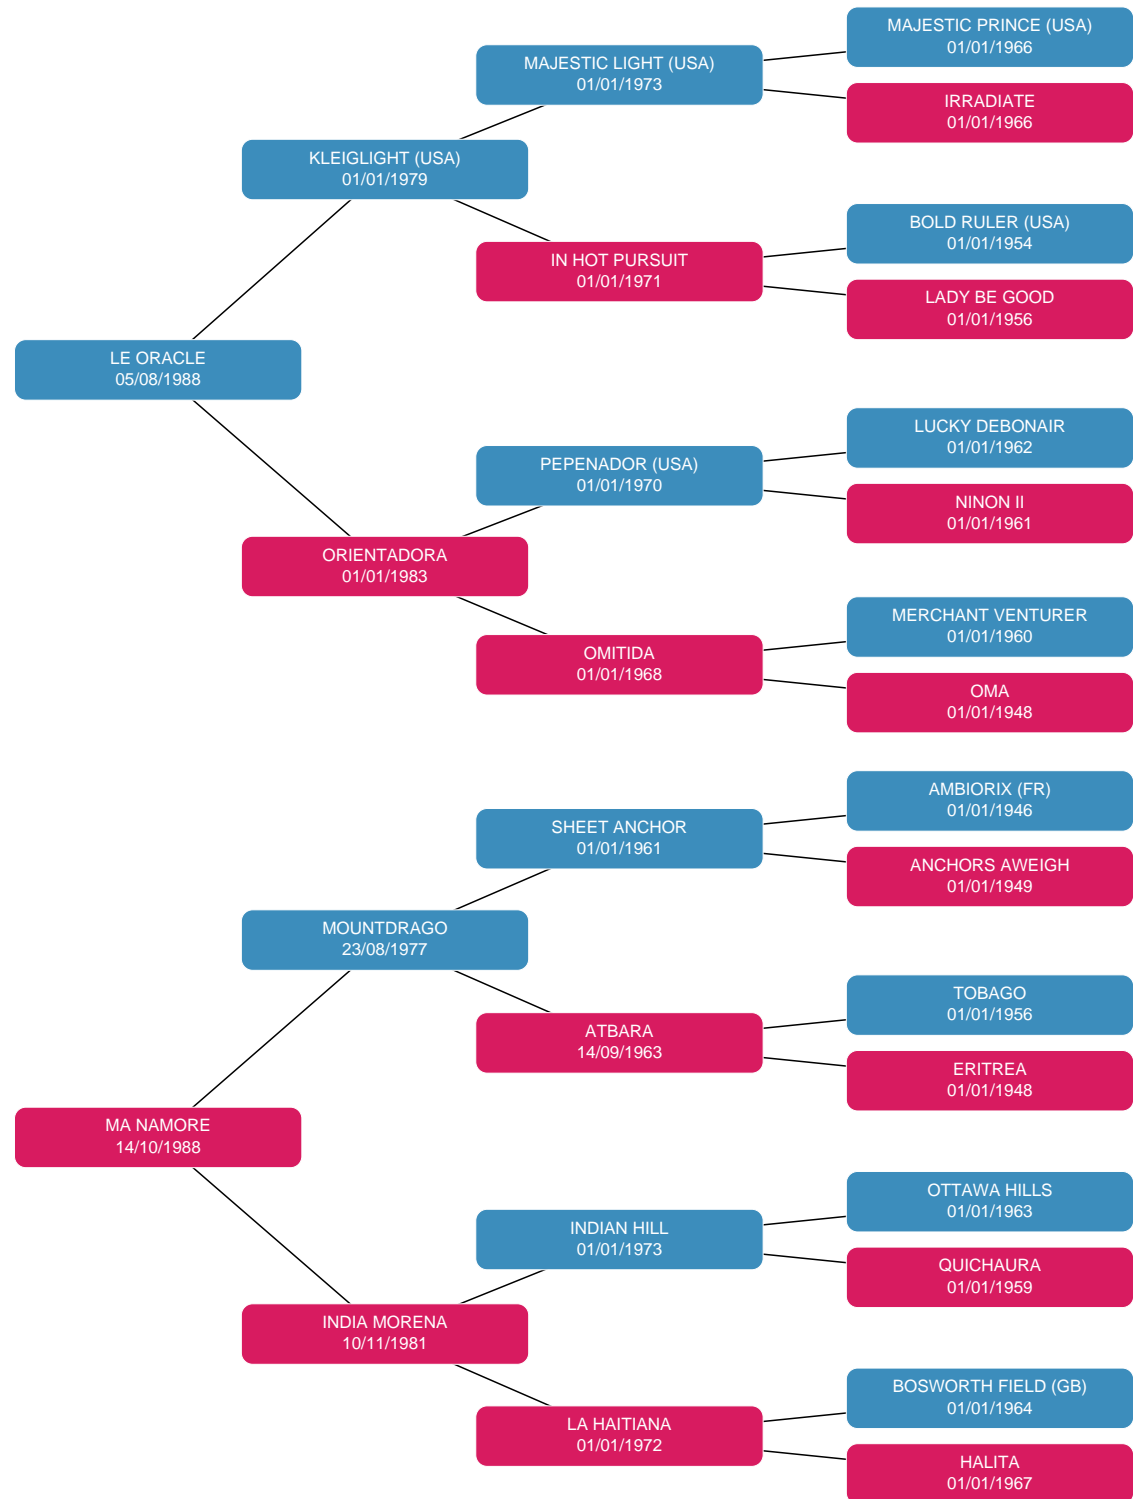 MAJESTIC PRINCE (USA)
01/01/1966
MAJESTIC LIGHT (USA)
01/01/1973
IRRADIATE
01/01/1966
KLEIGLIGHT (USA)
01/01/1979
BOLD RULER (USA)
01/01/1954
IN HOT PURSUIT
01/01/1971
LADY BE GOOD
01/01/1956
LE ORACLE
05/08/1988
LUCKY DEBONAIR
01/01/1962
PEPENADOR (USA)
01/01/1970
NINON II
01/01/1961
ORIENTADORA
01/01/1983
MERCHANT VENTURER
01/01/1960
OMITIDA
01/01/1968
OMA
01/01/1948
AMBIORIX (FR)
01/01/1946
SHEET ANCHOR
01/01/1961
ANCHORS AWEIGH
01/01/1949
MOUNTDRAGO
23/08/1977
TOBAGO
01/01/1956
ATBARA
14/09/1963
ERITREA
01/01/1948
MA NAMORE
14/10/1988
OTTAWA HILLS
01/01/1963
INDIAN HILL
01/01/1973
QUICHAURA
01/01/1959
INDIA MORENA
10/11/1981
BOSWORTH FIELD (GB)
01/01/1964
LA HAITIANA
01/01/1972
HALITA
01/01/1967